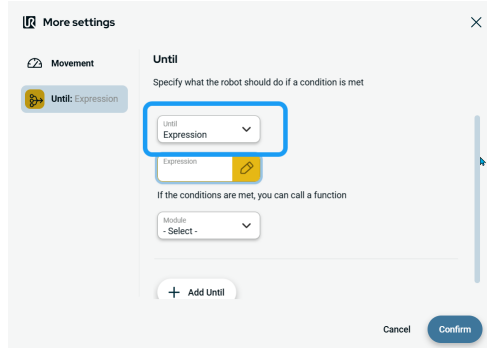 More settings
Movement
Until: Expression
Until
Specify what the robot should do if a condition is met
Until
Expression
Expression
If the conditions are met, you can call a function
Module
- Select -
+ Add Until
Cancel
Confirm